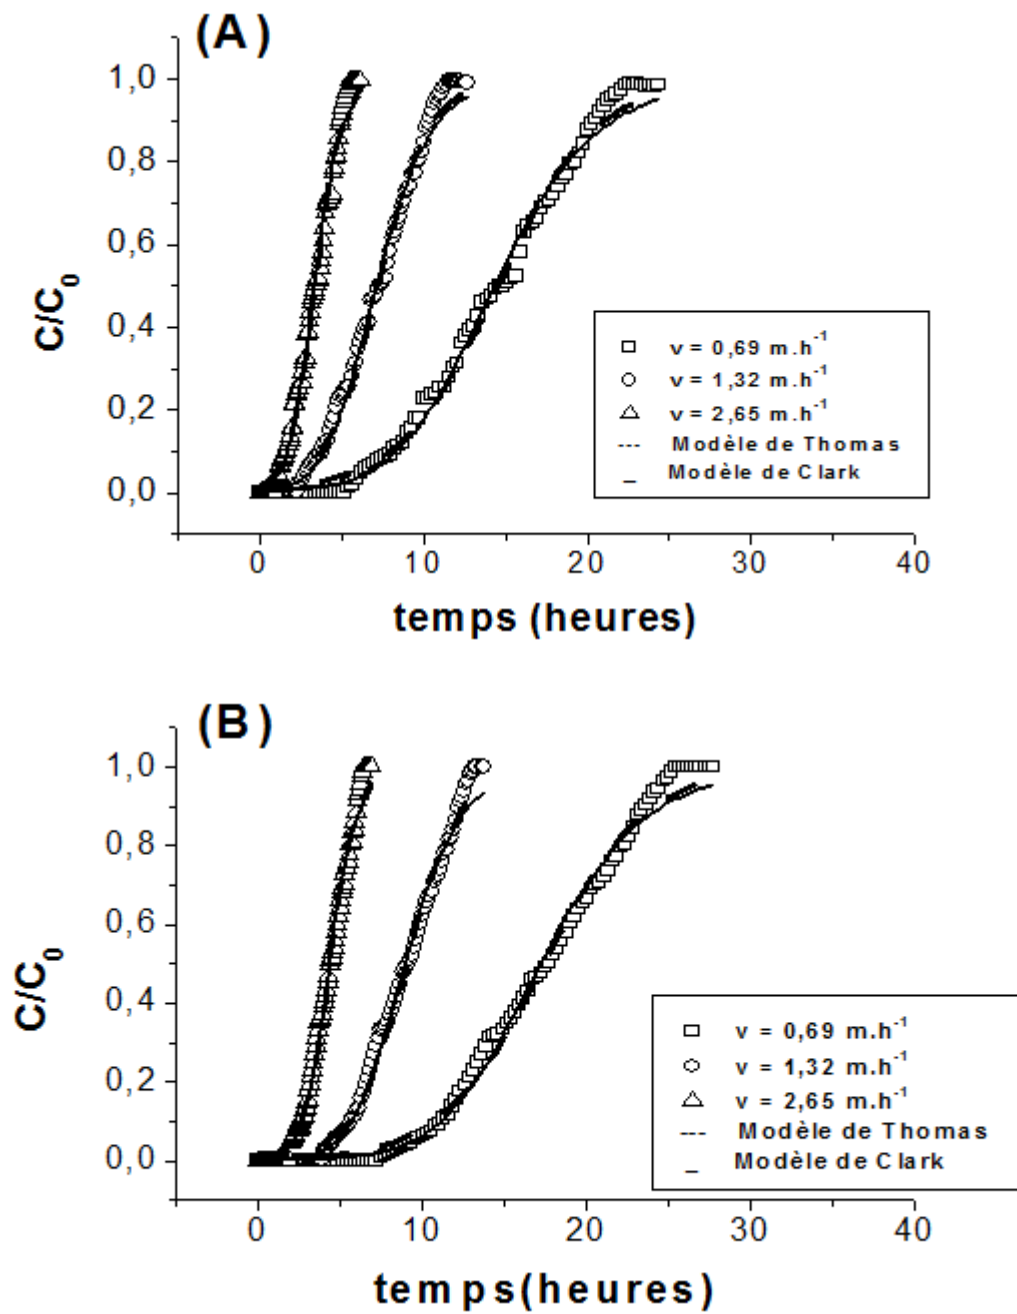 (A)
1,0
0,8
0,6
0,4
0,2
0,0
C/C0
v = 0,69 m.h-1
v = 1,32 m.h-1
v = 2,65 m.h-1
--- Modèle de Thomas
_ Modèle de Clark
0 10 20 30 40
temps (heures)
(B)
1,0
0,8
0,6
0,4
0,2
0,0
C/C0
v = 0,69 m.h-1
v = 1,32 m.h-1
v = 2,65 m.h-1
--- Modèle de Thomas
_ Modèle de Clark
0 10 20 30 40
temps(heures)